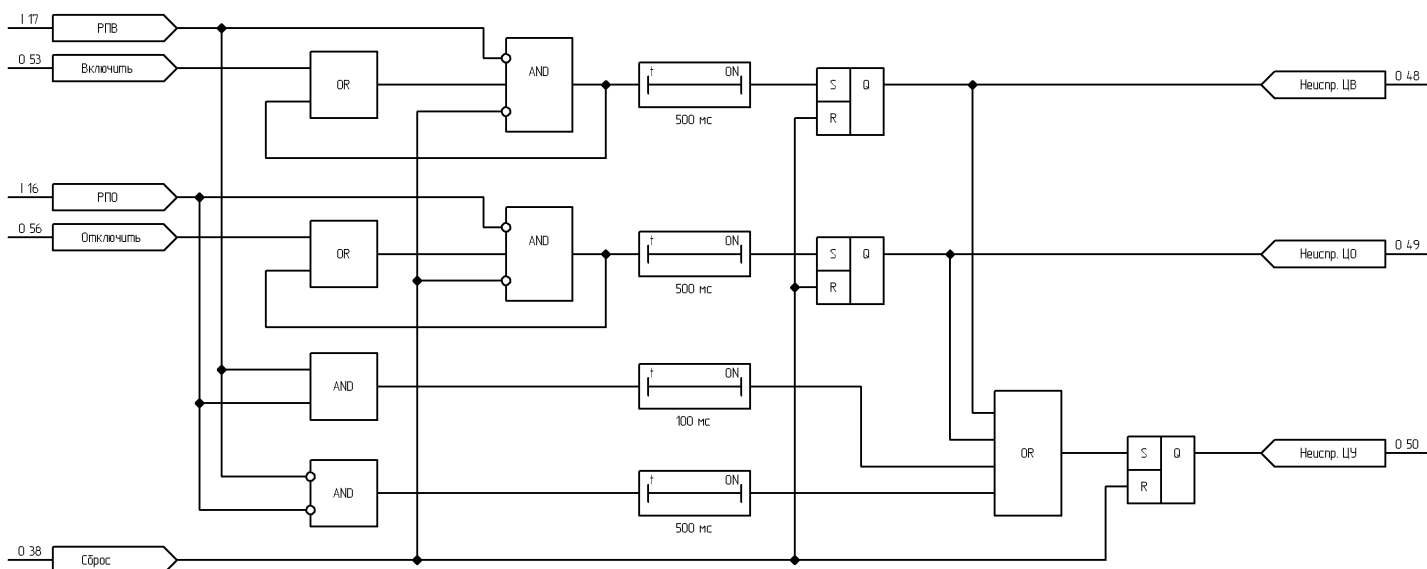 I 17
РПВ
O 53
Включить
OR
AND
t ON
500 мс
S Q
R
Неиспр. ЦВ
O 48
I 16
РПО
O 56
Отключить
OR
AND
t ON
500 мс
S Q
R
Неиспр. ЦО
O 49
AND
t ON
100 мс
AND
t ON
500 мс
OR
S Q
R
Неиспр. ЦУ
O 50
O 38
Сброс